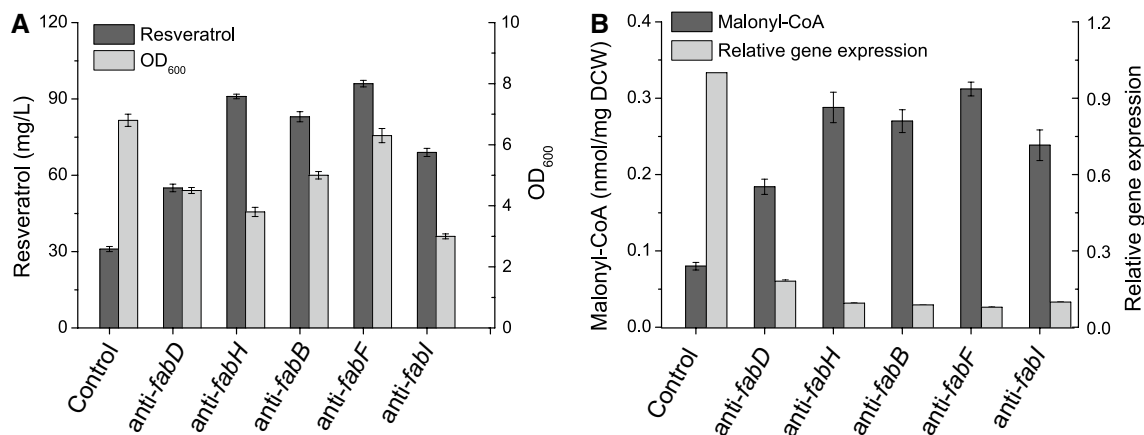 A
Resveratrol
OD600
Resveratrol (mg/L)
120
90
60
30
0
10
8
6
4
2
0
OD600
Control
anti-fabD
anti-fabH
anti-fabB
anti-fabF
anti-fabI
B
Malonyl-CoA
Relative gene expression
Malonyl-CoA (nmol/mg DCW)
0.4
0.3
0.2
0.1
0.0
1.2
0.9
0.6
0.3
0.0
Relative gene expression
Control
anti-fabD
anti-fabH
anti-fabB
anti-fabF
anti-fabI